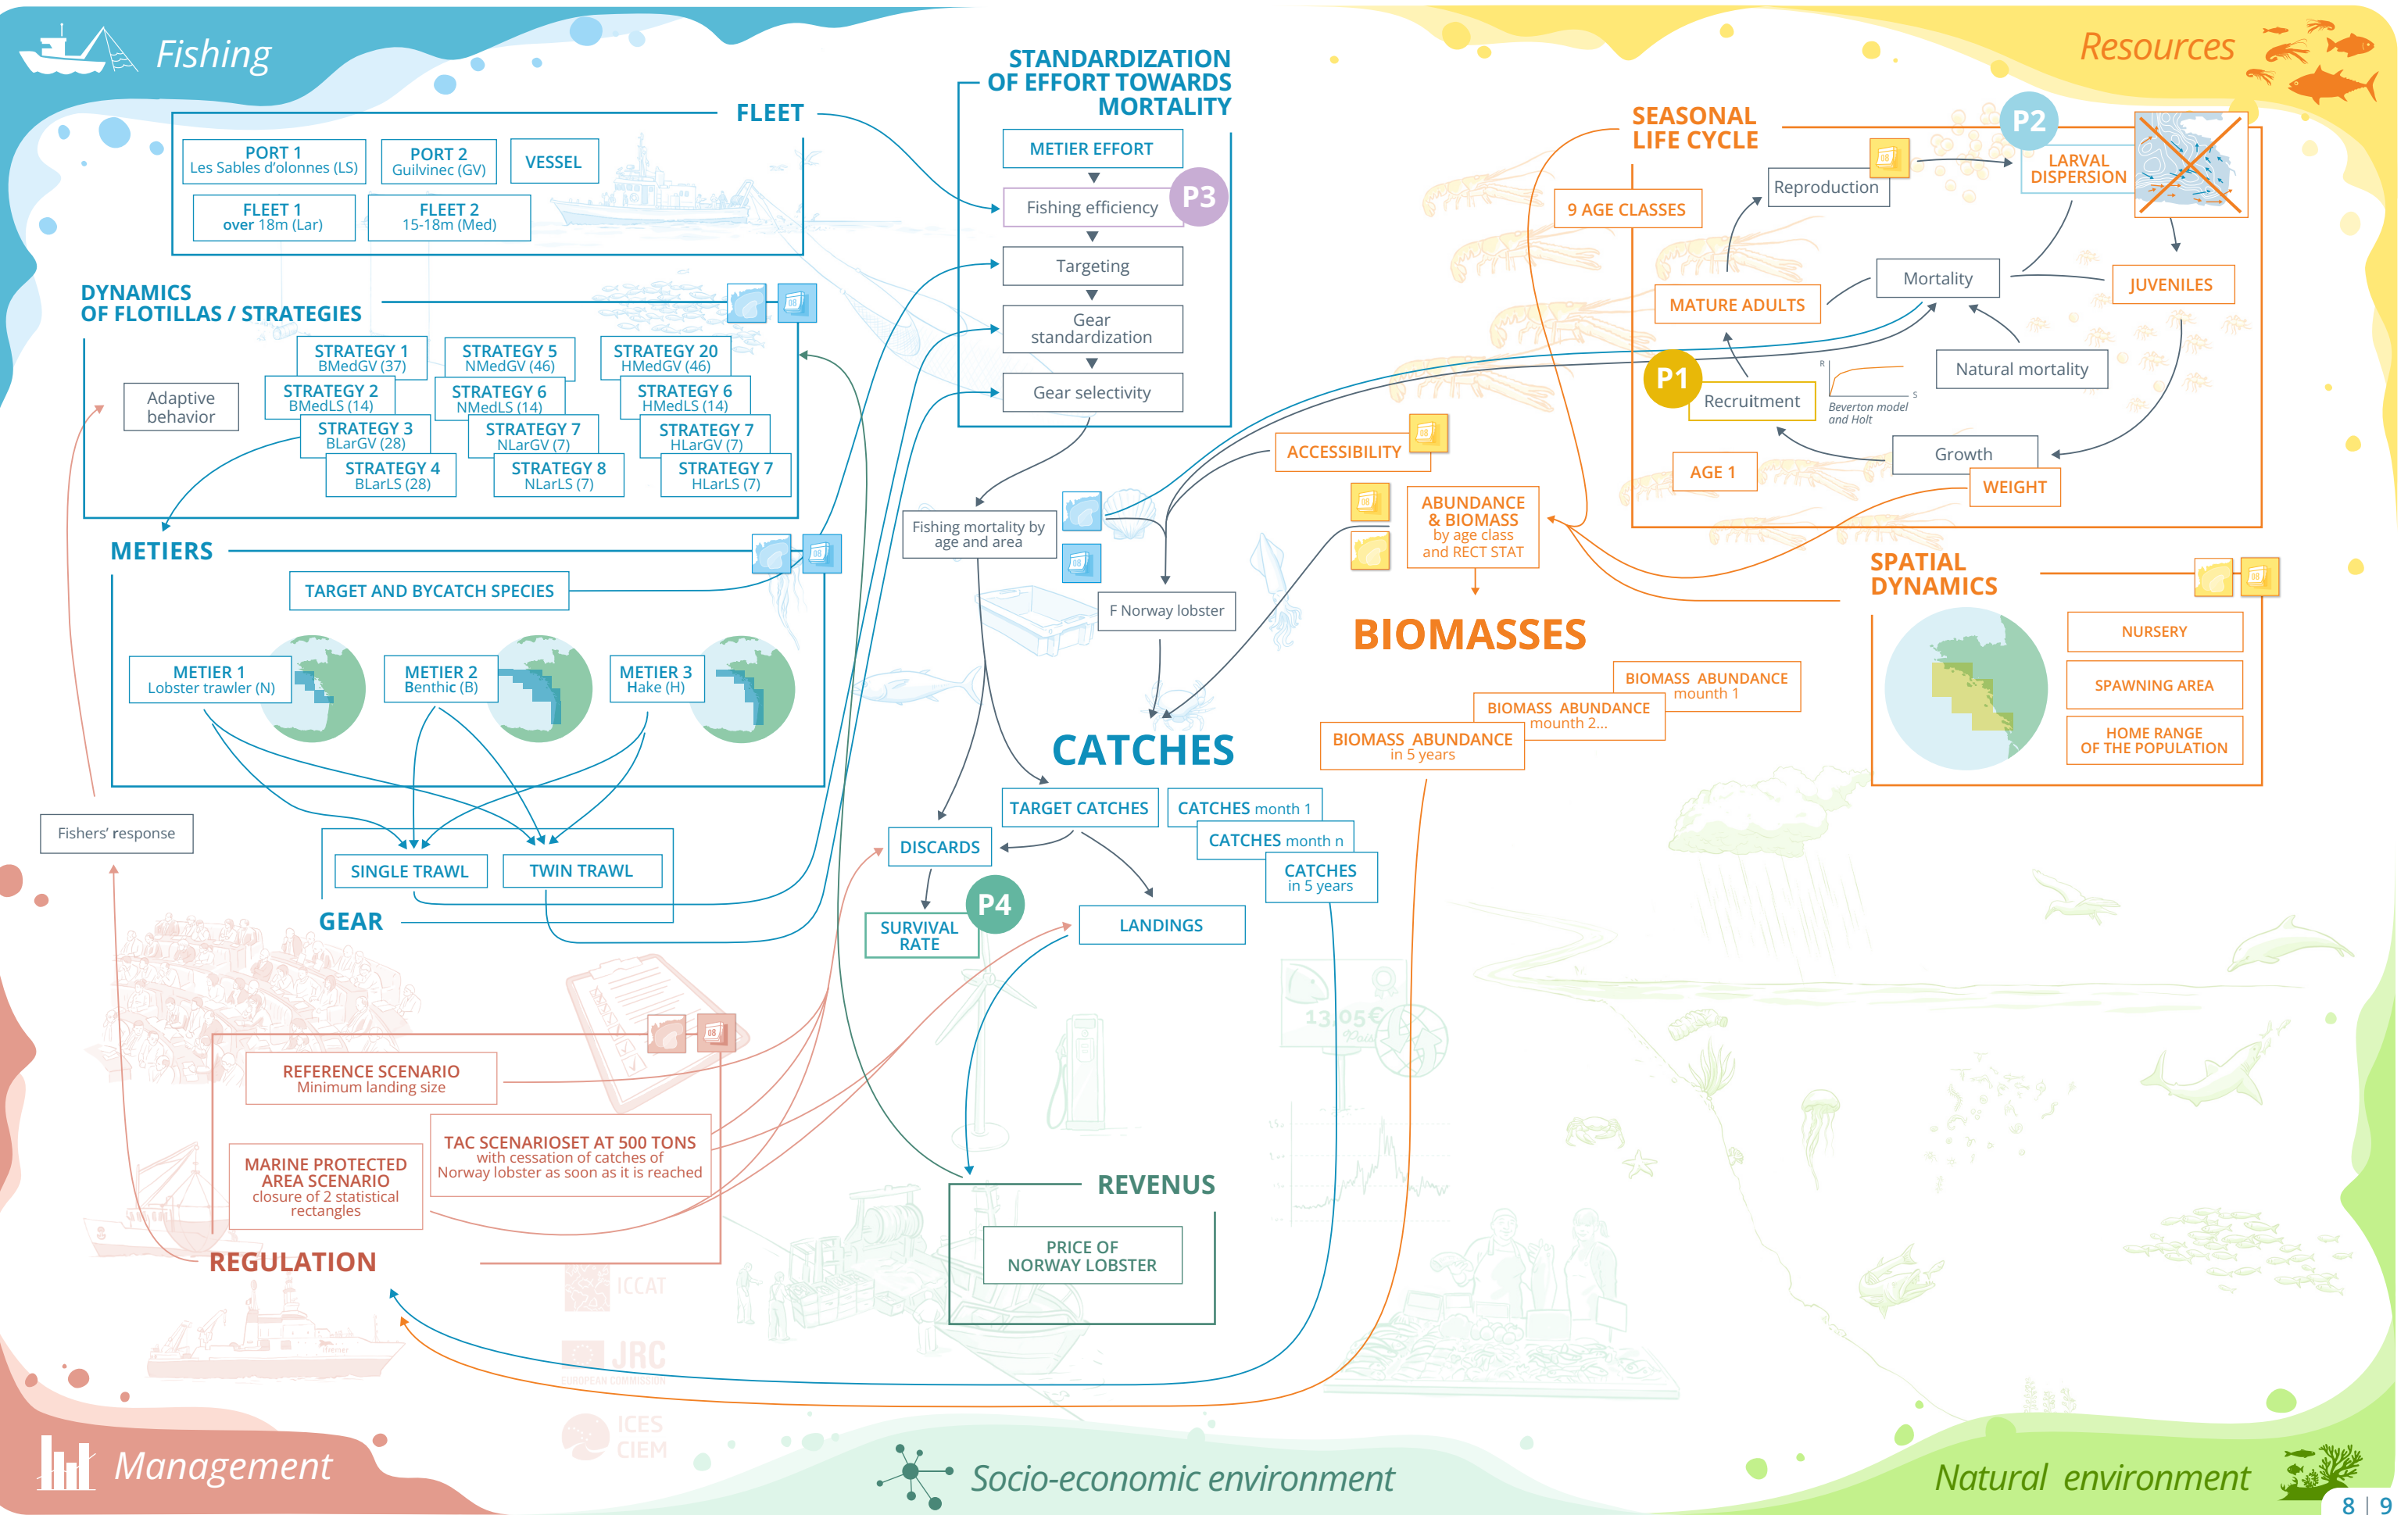 Fishing
Resources
FLEET
PORT 1
Les Sables d'olonnes (LS)
PORT 2
Guilvinec (GV)
VESSEL
FLEET 1
over 18m (Lar)
FLEET 2
15-18m (Med)
DYNAMICS
OF FLOTILLAS / STRATEGIES
Adaptive
behavior
STRATEGY 1
BMedGV (37)
STRATEGY 2
BMedLS (14)
STRATEGY 3
BLarGV (28)
STRATEGY 4
BLarLS (28)
STRATEGY 5
NMedGV (46)
STRATEGY 6
NMedLS (14)
STRATEGY 7
NLarGV (7)
STRATEGY 8
NLarLS (7)
STRATEGY 20
HMedGV (46)
STRATEGY 6
HMedLS (14)
STRATEGY 7
HLarGV (7)
STRATEGY 7
HLarLS (7)
METIERS
TARGET AND BYCATCH SPECIES
METIER 1
Lobster trawler (N)
METIER 2
Benthic (B)
METIER 3
Hake (H)
SINGLE TRAWL
TWIN TRAWL
GEAR
Fishers' response
STANDARDIZATION
OF EFFORT TOWARDS
MORTALITY
METIER EFFORT
Fishing efficiency
P3
Targeting
Gear
standardization
Gear selectivity
Fishing mortality by
age and area
F Norway lobster
ACCESSIBILITY
ABUNDANCE
& BIOMASS
by age class
and RECT STAT
SEASONAL
LIFE CYCLE
9 AGE CLASSES
Reproduction
P2
LARVAL
DISPERSION
MATURE ADULTS
Mortality
JUVENILES
P1
Recruitment
R
S
Beverton model
and Holt
Natural mortality
AGE 1
Growth
WEIGHT
SPATIAL
DYNAMICS
NURSERY
SPAWNING AREA
HOME RANGE
OF THE POPULATION
BIOMASSES
BIOMASS ABUNDANCE
mounth 1
BIOMASS ABUNDANCE
mounth 2...
BIOMASS ABUNDANCE
in 5 years
CATCHES
TARGET CATCHES
CATCHES month 1
CATCHES month n
CATCHES
in 5 years
DISCARDS
P4
SURVIVAL
RATE
LANDINGS
13,05€
REFERENCE SCENARIO
Minimum landing size
TAC SCENARIOSET AT 500 TONS
with cessation of catches of
Norway lobster as soon as it is reached
MARINE PROTECTED
AREA SCENARIO
closure of 2 statistical
rectangles
REGULATION
REVENUS
PRICE OF
NORWAY LOBSTER
ICCAT
JRC
EUROPEAN COMMISSION
ICES
CIEM
Management
Socio-economic environment
Natural environment
8 | 9